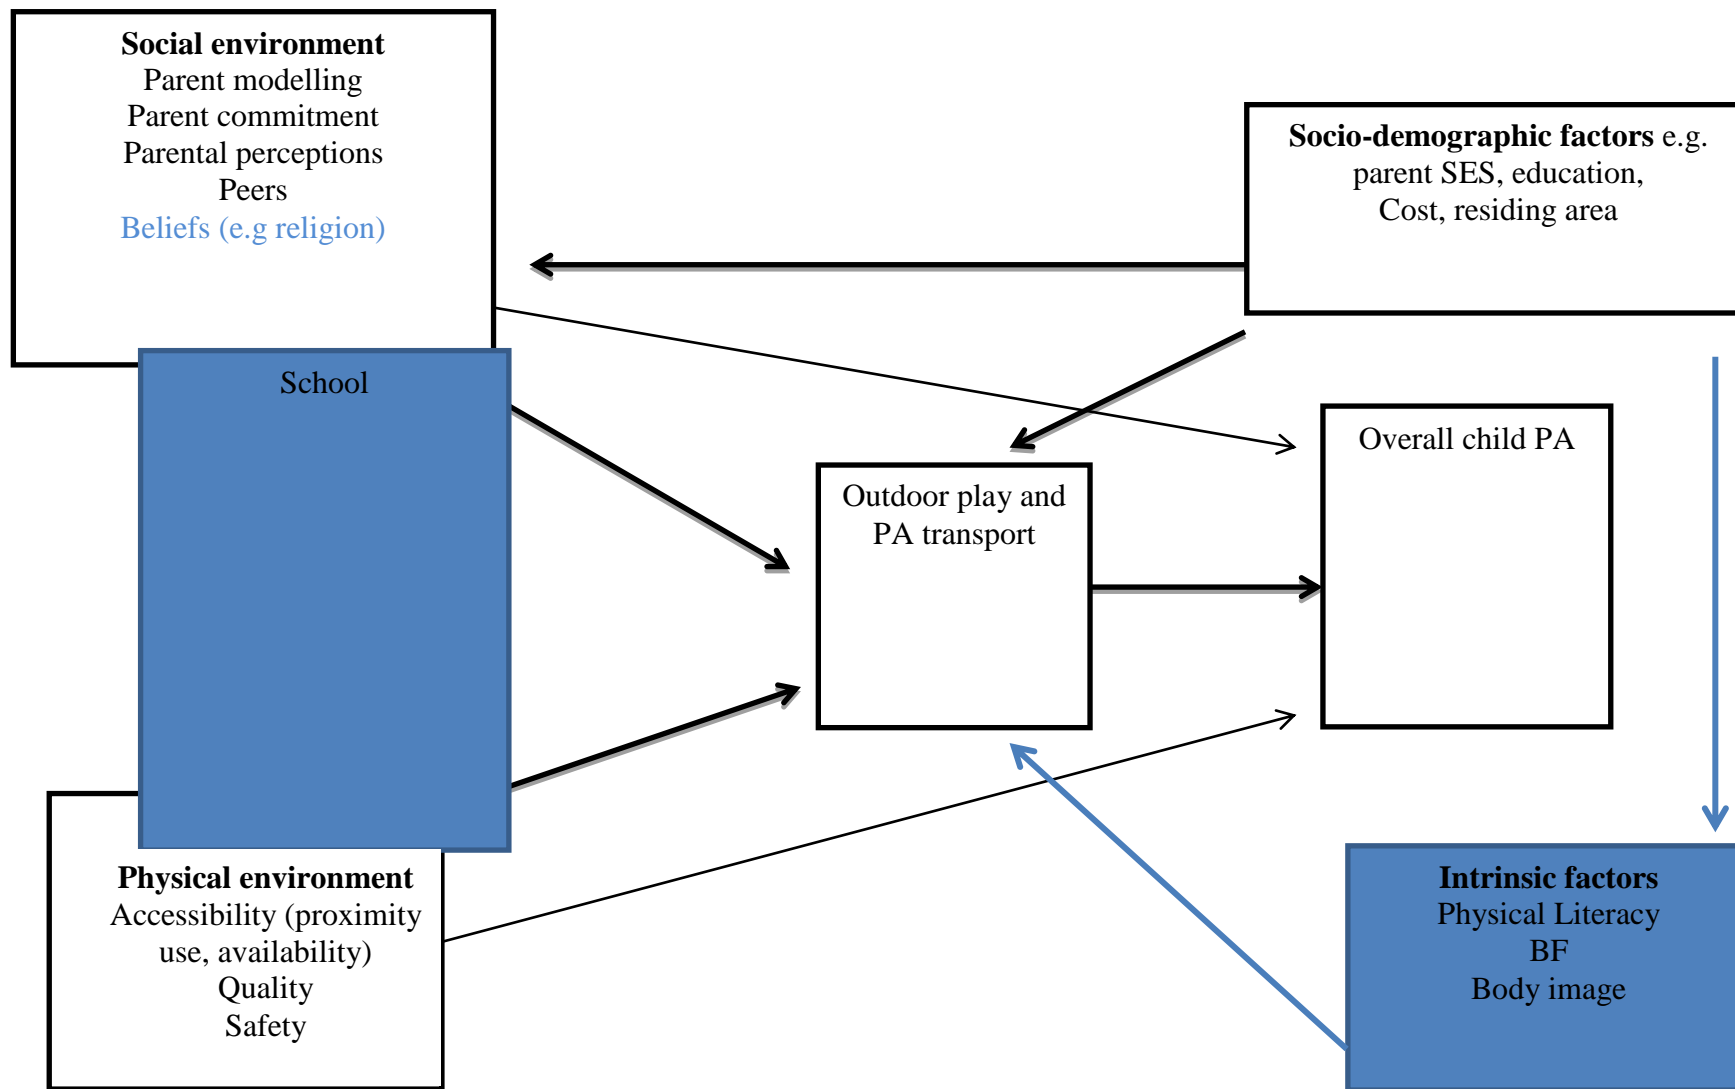 Social environment
Parent modelling
Parent commitment
Parental perceptions
Peers
Beliefs (e.g religion)
Socio-demographic factors e.g.
parent SES, education,
Cost, residing area
School
Overall child PA
Outdoor play and
PA transport
Physical environment
Accessibility (proximity
use, availability)
Quality
Safety
Intrinsic factors
Physical Literacy
BF
Body image